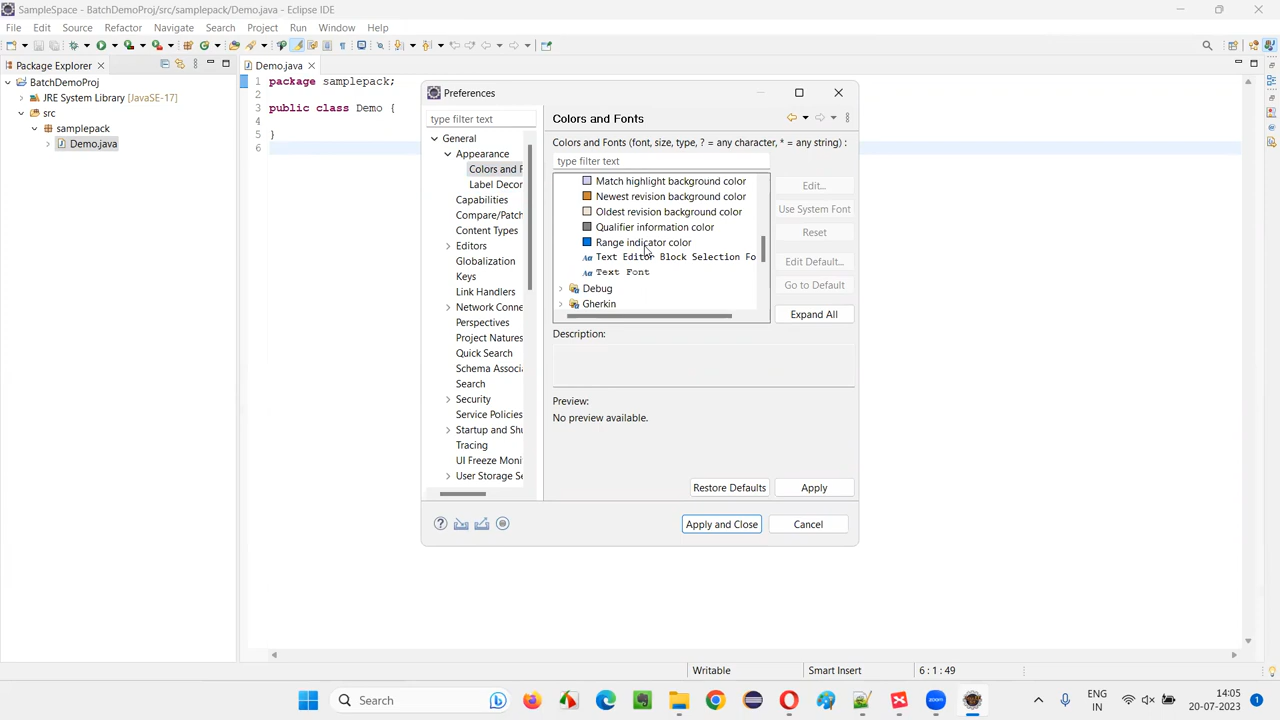 SampleSpace - BatchDemoProj/src/samplepack/Demo.java - Eclipse IDE
File Edit Source Refactor Navigate Search Project Run Window Help
Package Explorer
BatchDemoProj
JRE System Library [JavaSE-17]
src
samplepack
Demo.java
Demo.java
1 package samplepack;
2
3 public class Demo {
4
5 }
6
Preferences
type filter text
General
Appearance
Colors and F
Label Decor
Capabilities
Compare/Patch
Content Types
Editors
Globalization
Keys
Link Handlers
Network Conne
Perspectives
Project Natures
Quick Search
Schema Associa
Search
Security
Service Policies
Startup and Shu
Tracing
UI Freeze Moni
User Storage Se
Colors and Fonts
Colors and Fonts (font, size, type, ? = any character, * = any string) :
type filter text
Match highlight background color
Newest revision background color
Oldest revision background color
Qualifier information color
Range indicator color
Aa Text Editor Block Selection Fo
Aa Text Font
Debug
Gherkin
Edit...
Use System Font
Reset
Edit Default...
Go to Default
Expand All
Description:
Preview:
No preview available.
Restore Defaults Apply
Apply and Close Cancel
Writable Smart Insert 6 : 1 : 49
Search
zoom
ENG
IN
14:05
20-07-2023
1